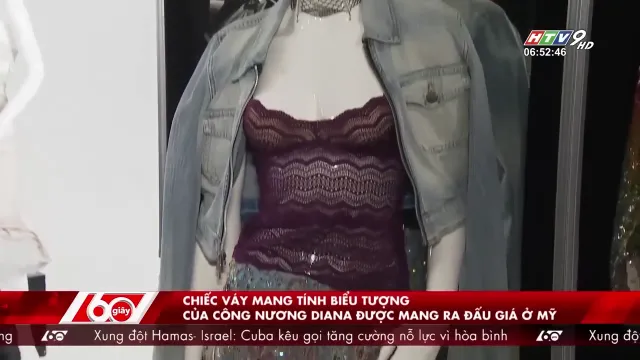 HTV9 HD
06:52:46
60 giây
CHIẾC VÁY MANG TÍNH BIỂU TƯỢNG
CỦA CÔNG NƯƠNG DIANA ĐƯỢC MANG RA ĐẤU GIÁ Ở MỸ
Xung đột Hamas- Israel: Cuba kêu gọi tăng cường nỗ lực vì hòa bình 60 giây Xung đột H